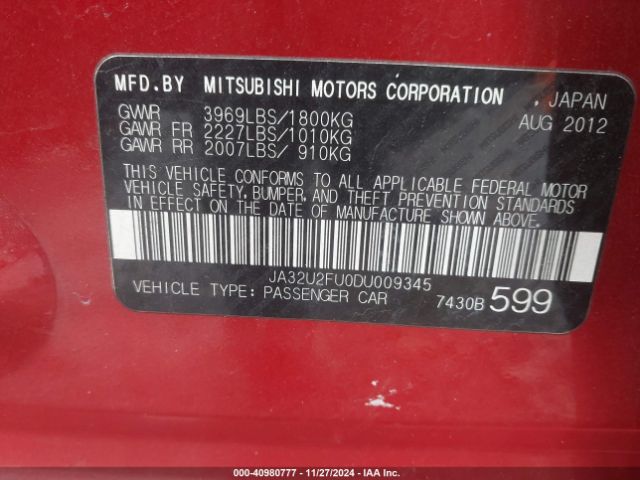 MFD.BY MITSUBISHI MOTORS CORPORATION, JAPAN
GVWR 3969LBS/1800KG AUG 2012
GAWR FR 2227LBS/1010KG
GAWR RR 2007LBS/ 910KG
THIS VEHICLE CONFORMS TO ALL APPLICABLE FEDERAL MOTOR
VEHICLE SAFETY, BUMPER, AND THEFT PREVENTION STANDARDS
IN EFFECT ON THE DATE OF MANUFACTURE SHOWN ABOVE.
JA32U2FU0DU009345
VEHICLE TYPE: PASSENGER CAR 7430B 599
000-40980777 - 11/27/2024 - IAA Inc.